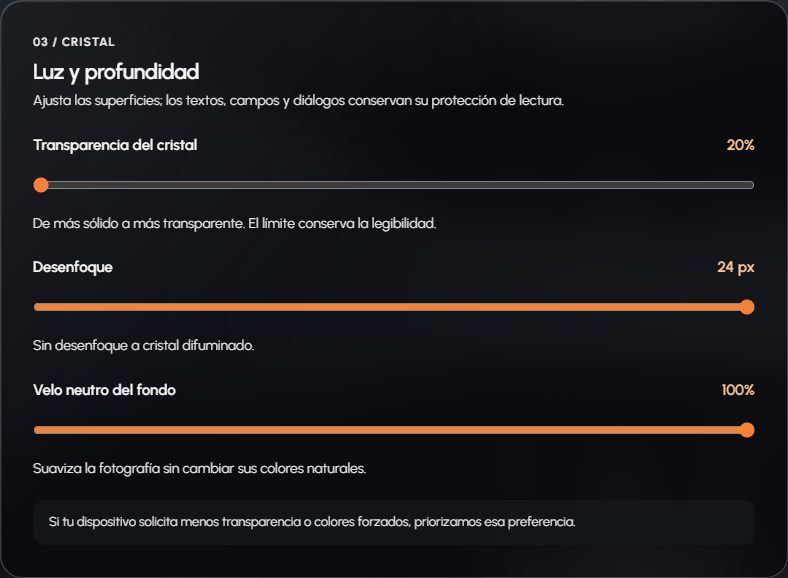 03 / CRISTAL
Luz y profundidad
Ajusta las superficies; los textos, campos y diálogos conservan su protección de lectura.
Transparencia del cristal 20%
De más sólido a más transparente. El límite conserva la legibilidad.
Desenfoque 24 px
Sin desenfoque a cristal difuminado.
Velo neutro del fondo 100%
Suaviza la fotografía sin cambiar sus colores naturales.
Si tu dispositivo solicita menos transparencia o colores forzados, priorizamos esa preferencia.